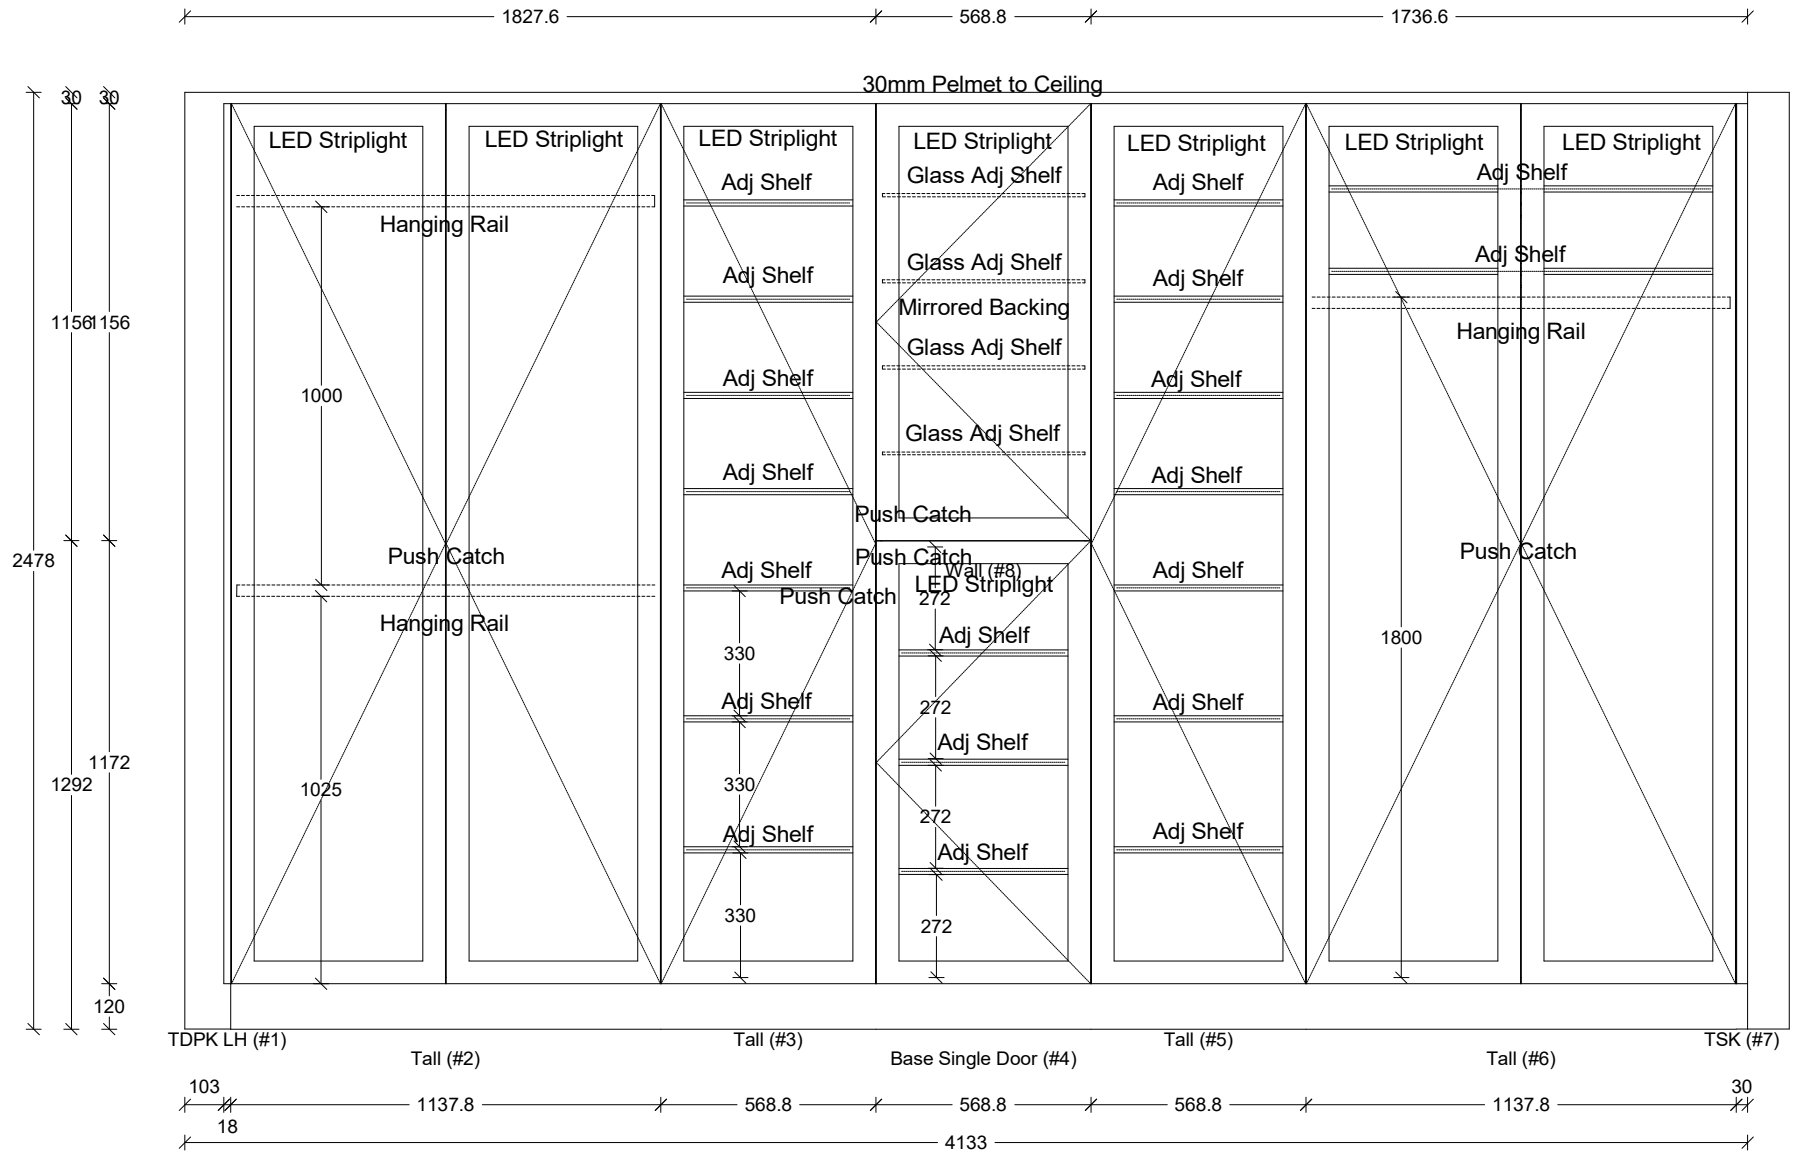 1827.6
568.8
1736.6
30mm Pelmet to Ceiling
30
30
LED Striplight
LED Striplight
LED Striplight
LED Striplight
LED Striplight
LED Striplight
LED Striplight
Adj Shelf
Glass Adj Shelf
Adj Shelf
Adj Shelf
Hanging Rail
Adj Shelf
Glass Adj Shelf
Adj Shelf
Adj Shelf
Mirrored Backing
1156
1156
Hanging Rail
Glass Adj Shelf
1000
Adj Shelf
Adj Shelf
Glass Adj Shelf
Adj Shelf
Adj Shelf
Push Catch
2478
Push Catch
Push Catch
Push Catch
Adj Shelf
Wall (#8)
Adj Shelf
LED Striplight
Push Catch
272
Hanging Rail
Adj Shelf
1800
330
Adj Shelf
272
Adj Shelf
Adj Shelf
1172
1292
1025
330
272
Adj Shelf
Adj Shelf
Adj Shelf
330
272
120
TDPK LH (#1)
Tall (#3)
Tall (#5)
TSK (#7)
Tall (#2)
Base Single Door (#4)
Tall (#6)
103
30
1137.8
568.8
568.8
568.8
1137.8
18
4133